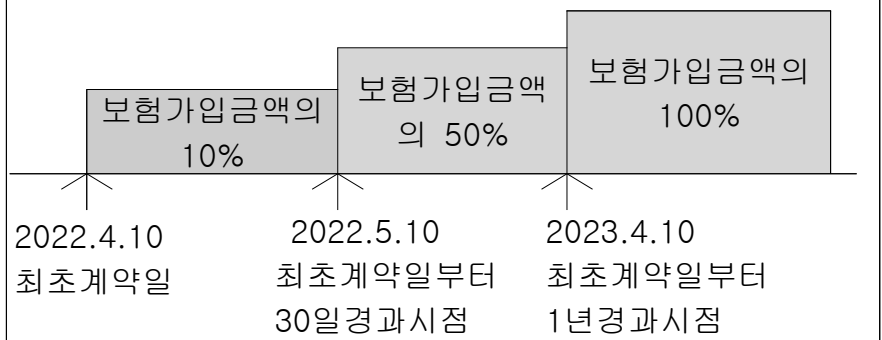 보험가입금액의
10%
보험가입금액
의 50%
보험가입금액의
100%
2022.4.10
최초계약일
2022.5.10
최초계약일부터
30일경과시점
2023.4.10
최초계약일부터
1년경과시점